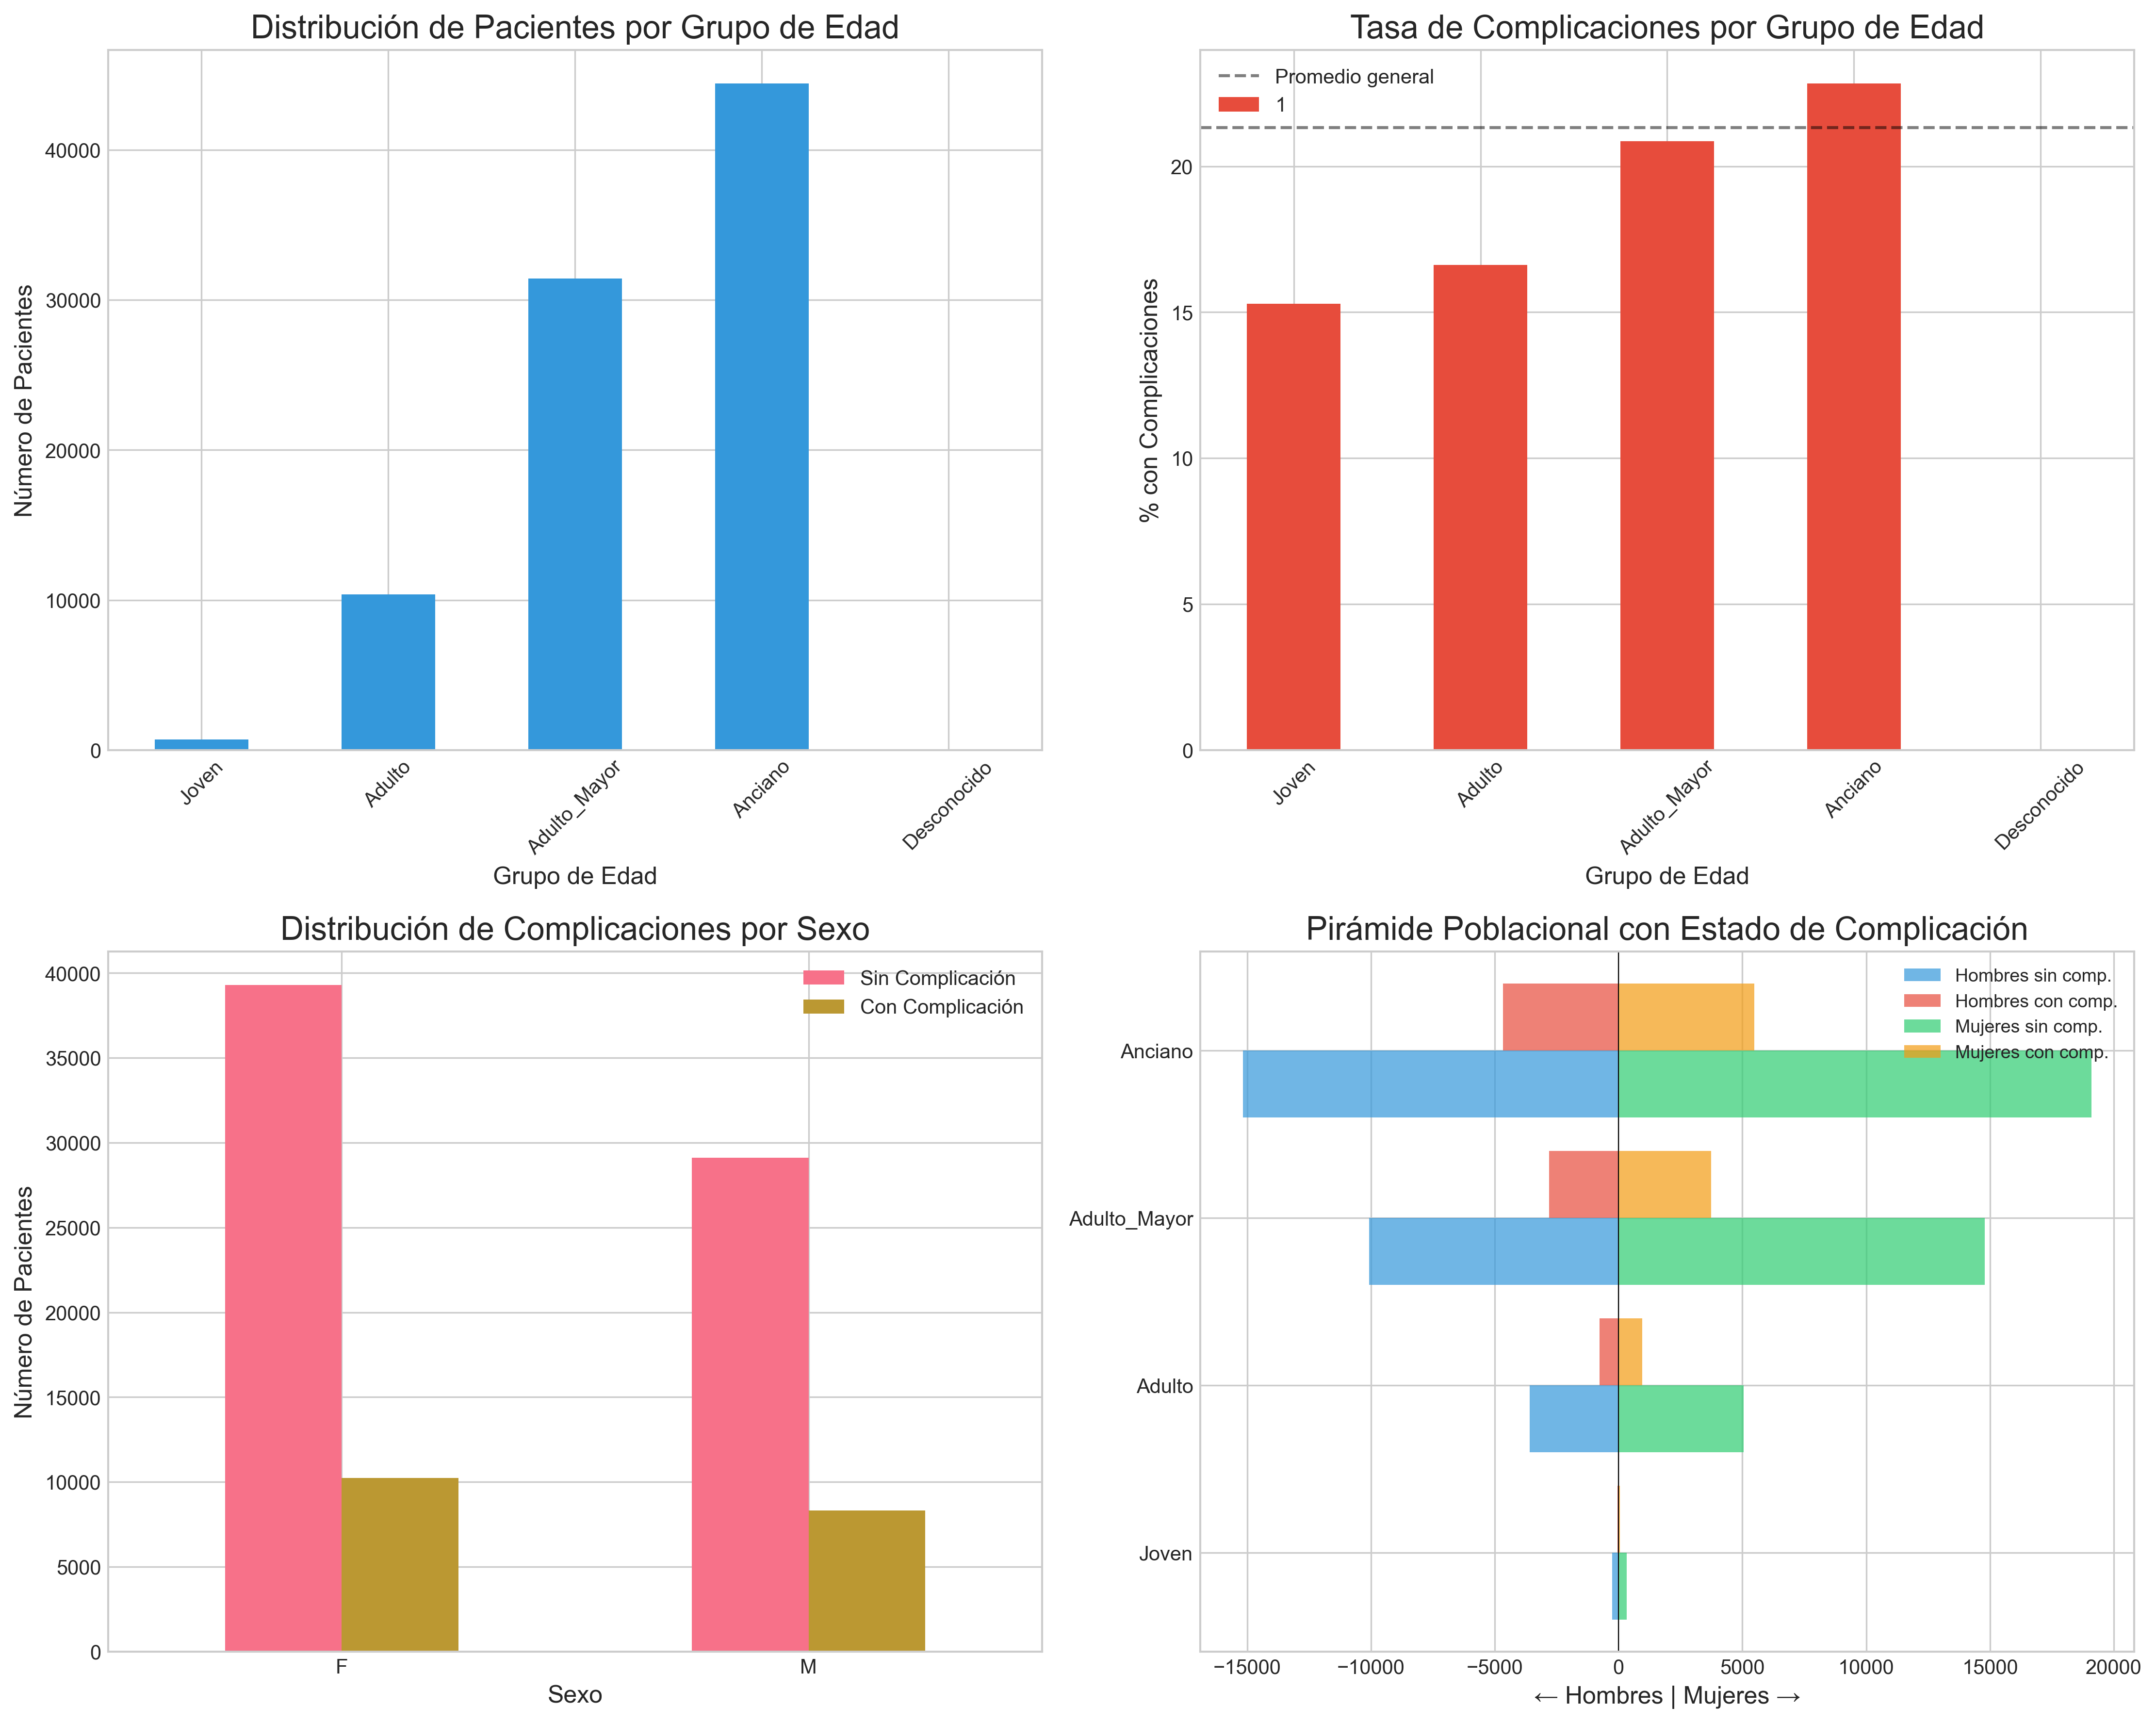 Distribución de Pacientes por Grupo de Edad
Número de Pacientes
40000
30000
20000
10000
0
Joven
Adulto
Adulto_Mayor
Anciano
Desconocido
Grupo de Edad
Tasa de Complicaciones por Grupo de Edad
Promedio general
1
% con Complicaciones
20
15
10
5
0
Joven
Adulto
Adulto_Mayor
Anciano
Desconocido
Grupo de Edad
Distribución de Complicaciones por Sexo
Sin Complicación
Con Complicación
Número de Pacientes
40000
35000
30000
25000
20000
15000
10000
5000
0
F
M
Sexo
Pirámide Poblacional con Estado de Complicación
Hombres sin comp.
Hombres con comp.
Mujeres sin comp.
Mujeres con comp.
Anciano
Adulto_Mayor
Adulto
Joven
−15000
−10000
−5000
0
5000
10000
15000
20000
← Hombres | Mujeres →